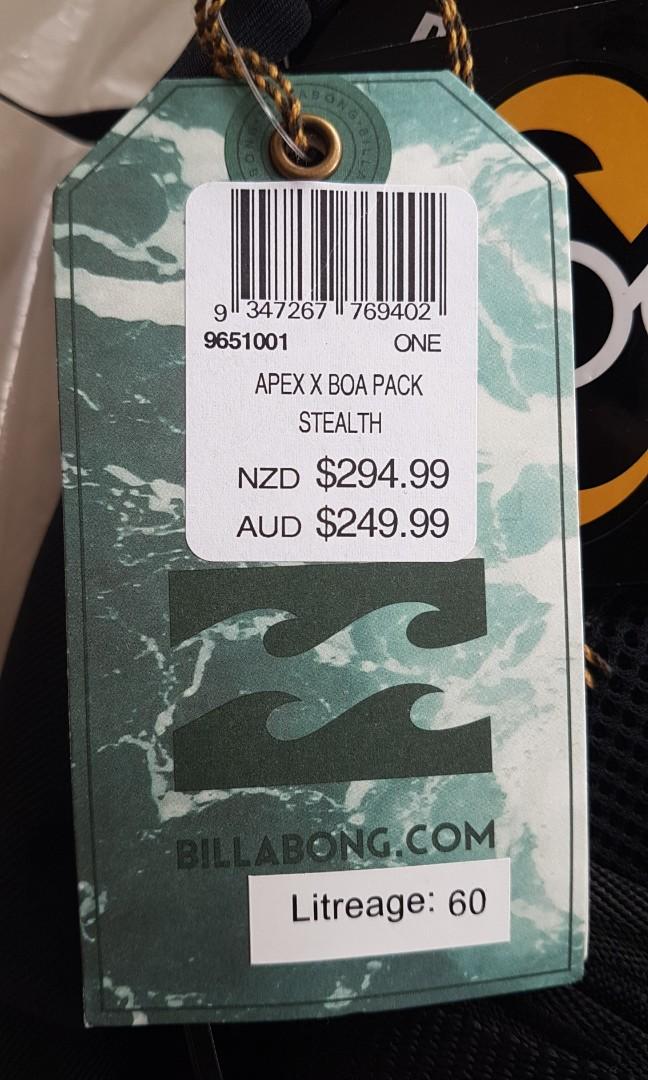 9 347267 769402
9651001 ONE
APEX X BOA PACK
STEALTH
NZD $294.99
AUD $249.99
BILLABONG.COM
Litreage: 60